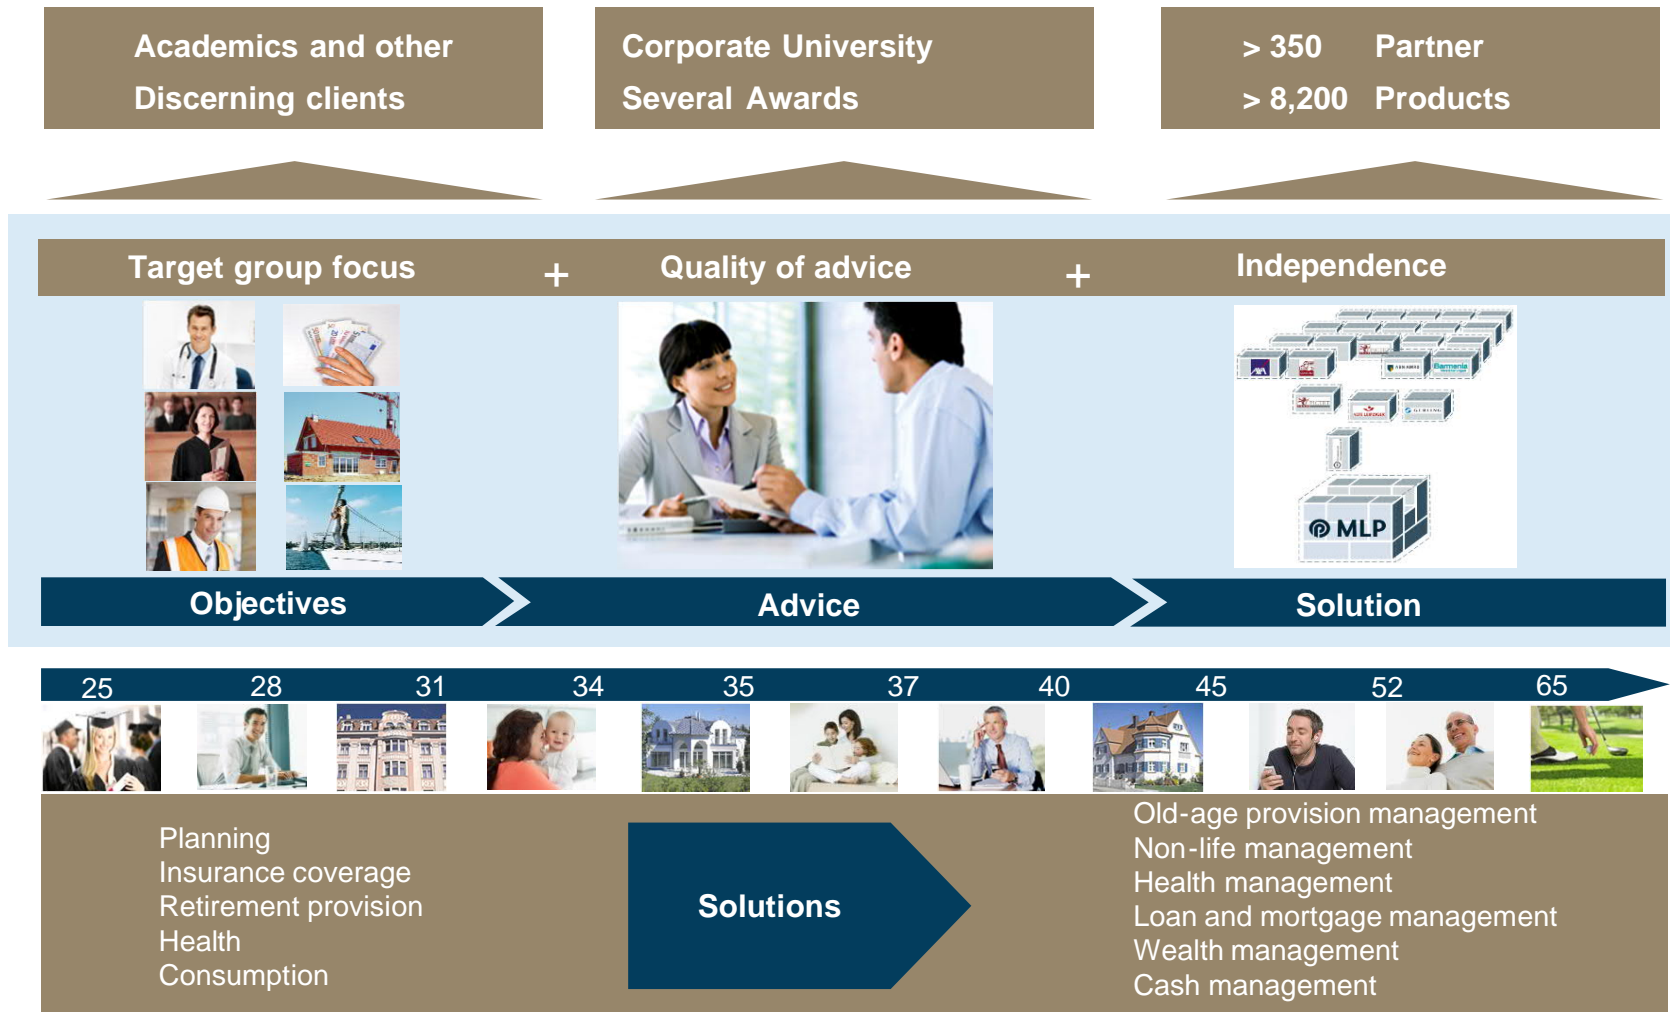 Academics and other
Discerning clients
Corporate University
Several Awards
> 350 Partner
> 8,200 Products
Target group focus + Quality of advice + Independence
AXA
Barmenia
MLP
Objectives Advice Solution
25 28 31 34 35 37 40 45 52 65
Planning
Insurance coverage
Retirement provision
Health
Consumption
Solutions
Old-age provision management
Non-life management
Health management
Loan and mortgage management
Wealth management
Cash management